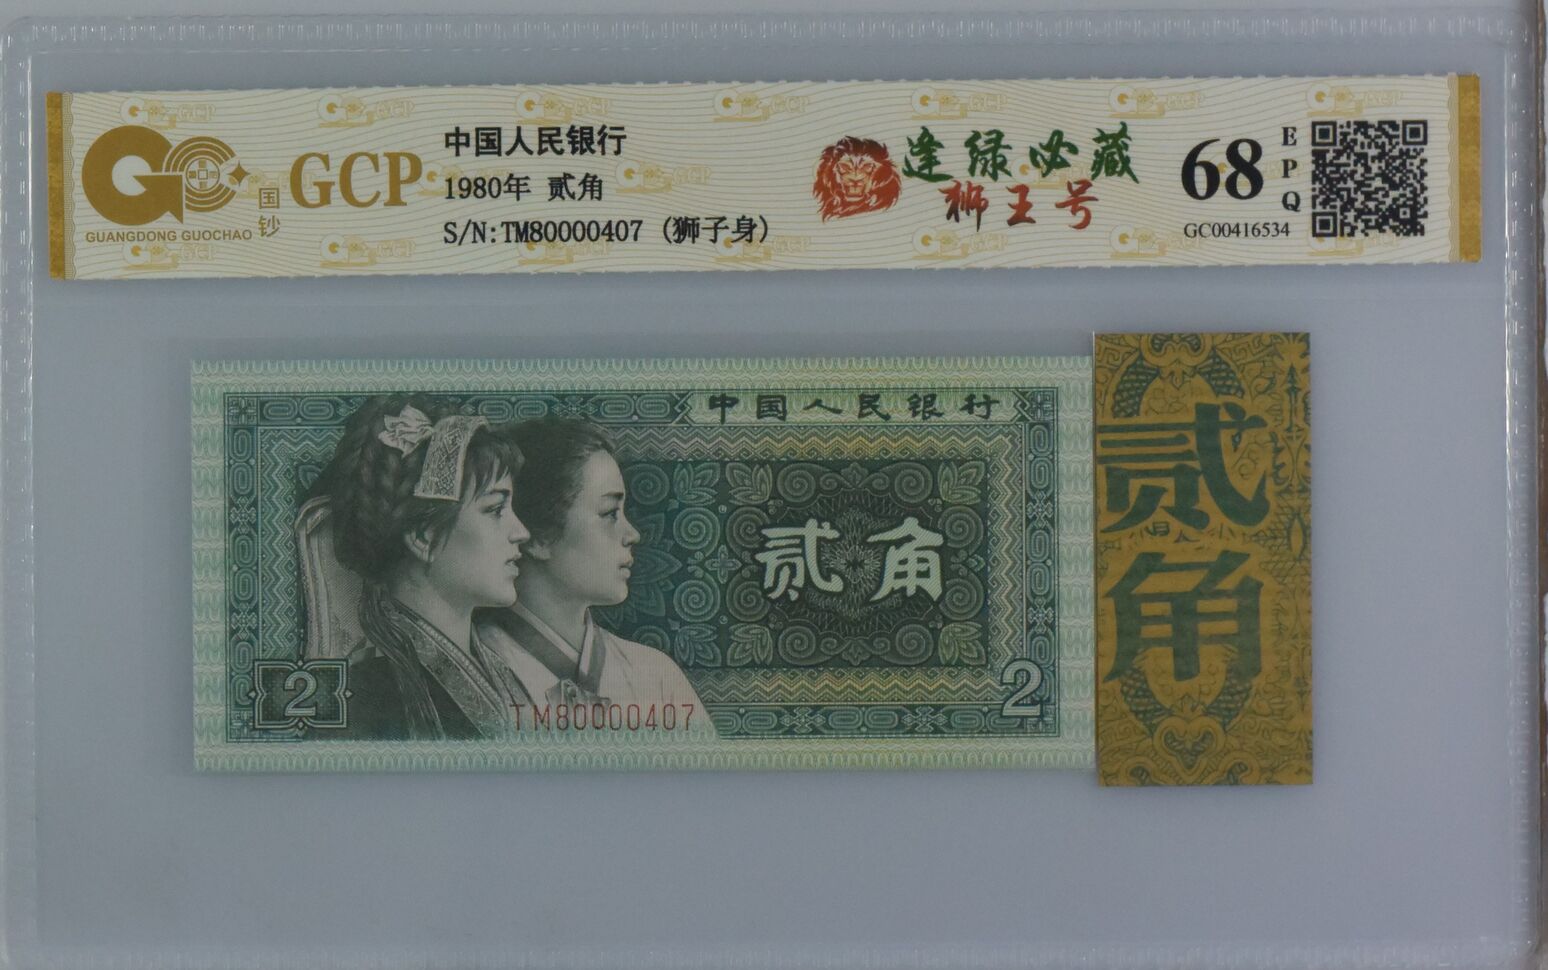 GCP
国钞
GUANGDONG GUOCHAO
中国人民银行
1980年 贰角
S/N:TM80000407 (狮子身)
逢绿必藏
狮王号
68
EPQ
GC00416534
中国人民银行
贰角
2
2
TM80000407
贰
角